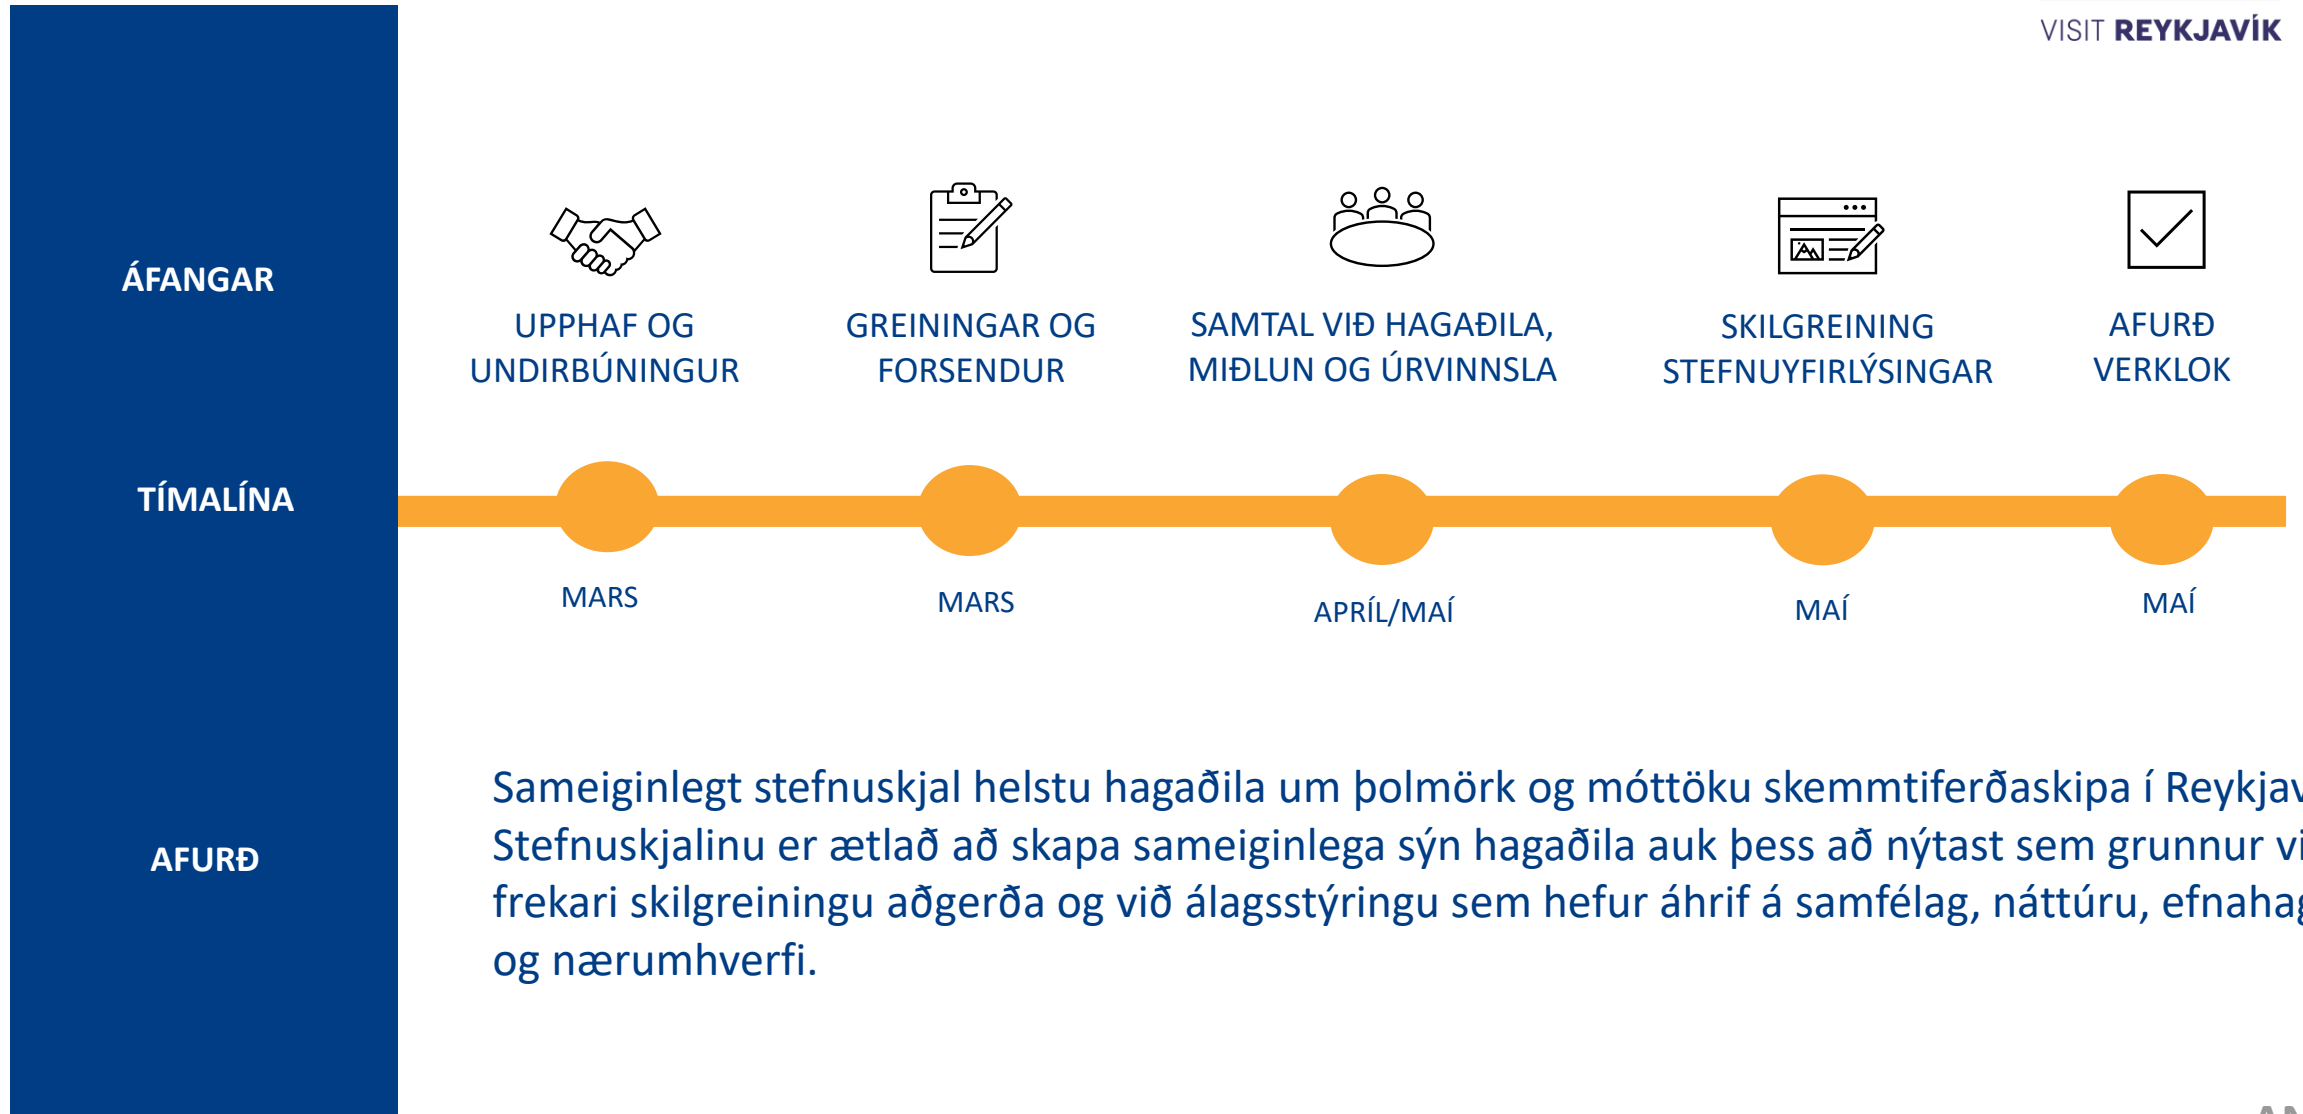 VISIT REYKJAVÍK
ÁFANGAR
UPPHAF OG
UNDIRBÚNINGUR
GREININGAR OG
FORSENDUR
SAMTAL VIÐ HAGAÐILA,
MIÐLUN OG ÚRVINNSLA
SKILGREINING
STEFNUYFIRLÝSINGAR
AFURÐ
VERKLOK
TÍMALÍNA
MARS
MARS
APRÍL/MAÍ
MAÍ
MAÍ
AFURÐ
Sameiginlegt stefnuskjal helstu hagaðila um þolmörk og móttöku skemmtiferðaskipa í
Stefnuskjalinu er ætlað að skapa sameiginlega sýn hagaðila auk þess að nýtast sem grunnur
frekari skilgreiningu aðgerða og við álagsstýringu sem hefur áhrif á samfélag, náttúru,
og nærumhverfi.